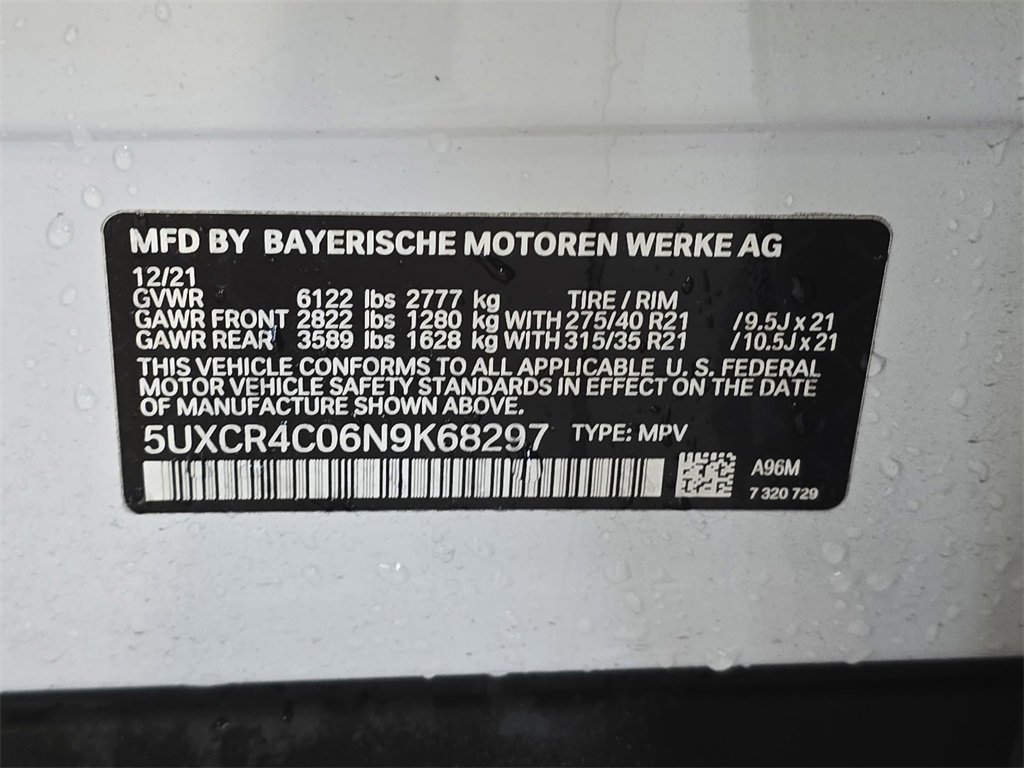 MFD BY BAYERISCHE MOTOREN WERKE AG
12/21
GVWR 6122 lbs 2777 kg TIRE / RIM
GAWR FRONT 2822 lbs 1280 kg WITH 275/40 R21 / 9.5J x 21
GAWR REAR 3589 lbs 1628 kg WITH 315/35 R21 / 10.5J x 21
THIS VEHICLE CONFORMS TO ALL APPLICABLE U. S. FEDERAL
MOTOR VEHICLE SAFETY STANDARDS IN EFFECT ON THE DATE
OF MANUFACTURE SHOWN ABOVE.
5UXCR4C06N9K68297 TYPE: MPV
A96M
7 320 729